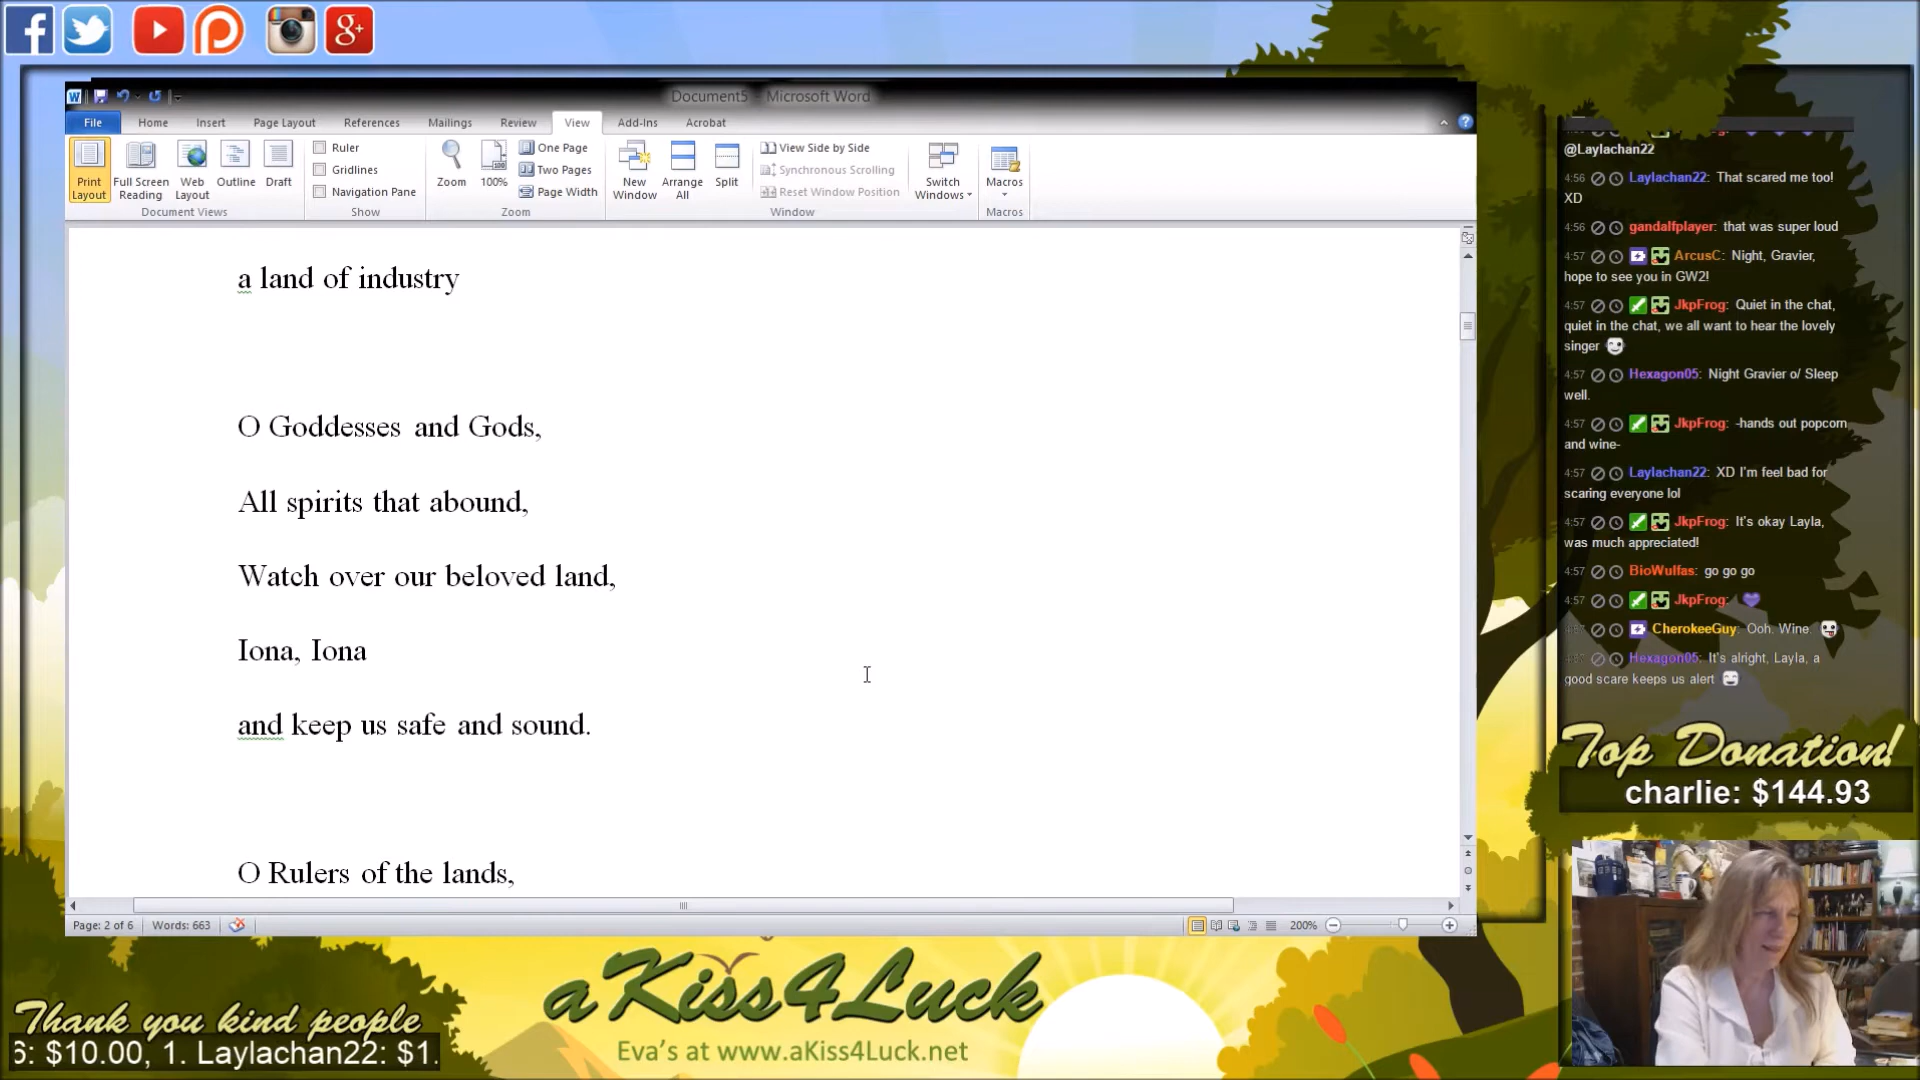 Document5 - Microsoft Word
File Home Insert Page Layout References Mailings Review View Add-Ins Acrobat
Print Layout
Full Screen Reading
Web Layout
Outline
Draft
Document Views
Ruler
Gridlines
Navigation Pane
Show
Zoom
100%
One Page
Two Pages
Page Width
Zoom
New Window
Arrange All
Split
View Side by Side
Synchronous Scrolling
Reset Window Position
Window
Switch Windows
Macros
Macros
a land of industry
O Goddesses and Gods,
All spirits that abound,
Watch over our beloved land,
Iona, Iona
and keep us safe and sound.
O Rulers of the lands,
Page: 2 of 6 Words: 663
200%
@Laylachan22
4:56 Laylachan22: That scared me too!
XD
4:56 gandalfplayer: that was super loud
4:57 ArcusC: Night, Gravier,
hope to see you in GW2!
4:57 JkpFrog: Quiet in the chat,
quiet in the chat, we all want to hear the lovely
singer
4:57 Hexagon05: Night Gravier o/ Sleep
well.
4:57 JkpFrog: -hands out popcorn
and wine-
4:57 Laylachan22: XD I'm feel bad for
scaring everyone lol
4:57 JkpFrog: It's okay Layla,
was much appreciated!
4:57 BioWulfas: go go go
4:57 JkpFrog:
4:57 CherokeeGuy: Ooh. Wine.
Hexagon05: It's alright, Layla, a
good scare keeps us alert
Top Donation!
charlie: $144.93
Thank you kind people
6: $10.00, 1. Laylachan22: $1.
aKiss4Luck
Eva's at www.aKiss4Luck.net